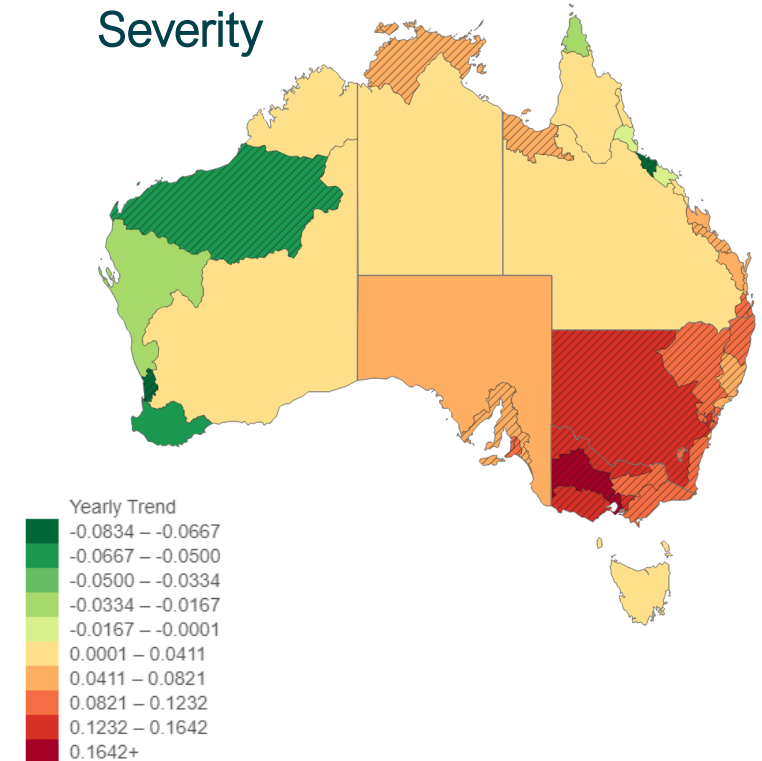 Severity
Yearly Trend
-0.0834 – -0.0667
-0.0667 – -0.0500
-0.0500 – -0.0334
-0.0334 – -0.0167
-0.0167 – -0.0001
0.0001 – 0.0411
0.0411 – 0.0821
0.0821 – 0.1232
0.1232 – 0.1642
0.1642+